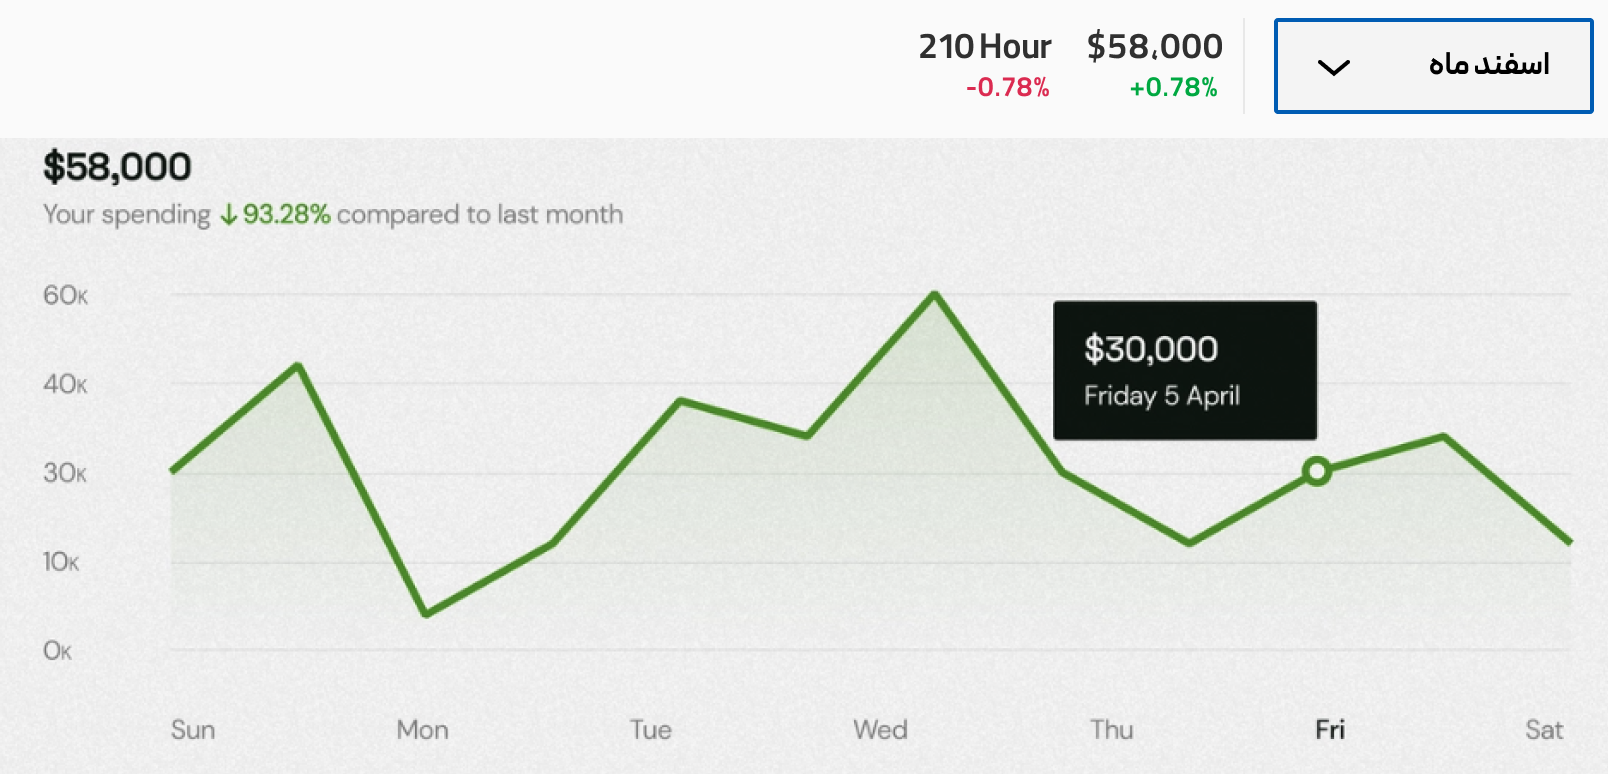 210 Hour
-0.78%
$58،000
+0.78%
اسفند ماه
$58,000
Your spending ↓93.28% compared to last month
60K
40K
30K
10K
0K
$30,000
Friday 5 April
Sun Mon Tue Wed Thu Fri Sat